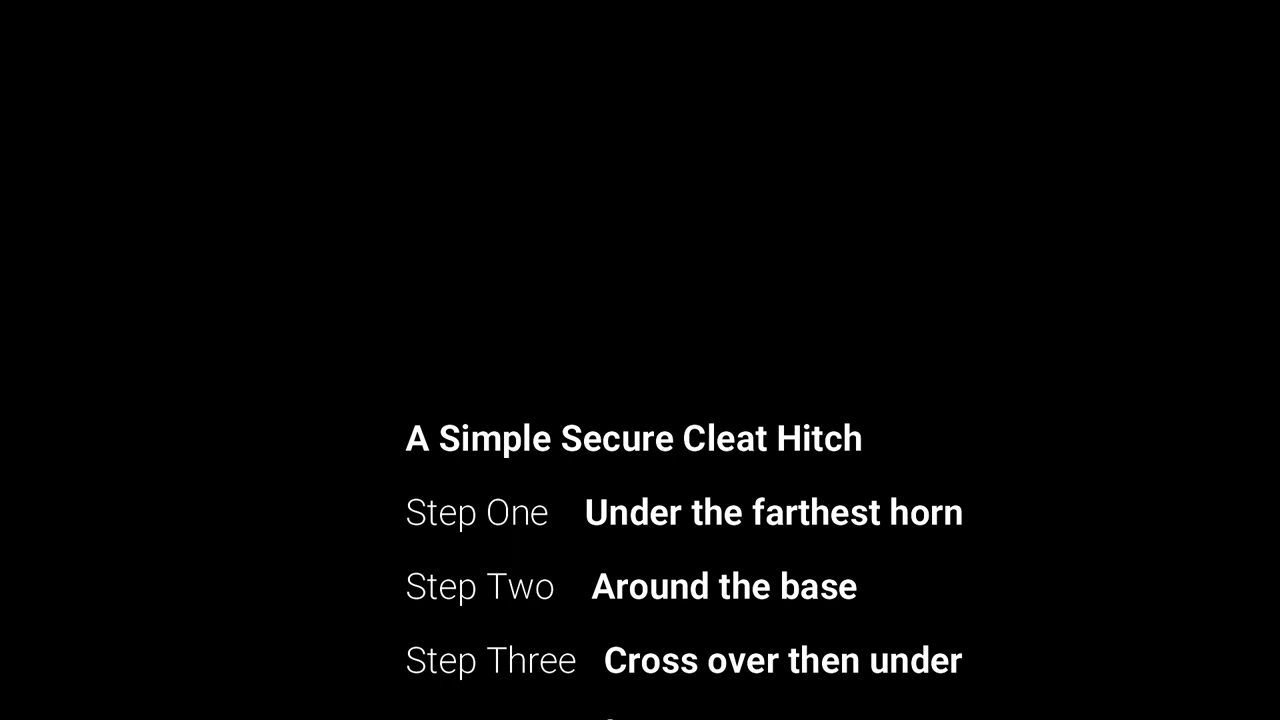 A Simple Secure Cleat Hitch
Step One Under the farthest horn
Step Two Around the base
Step Three Cross over then under